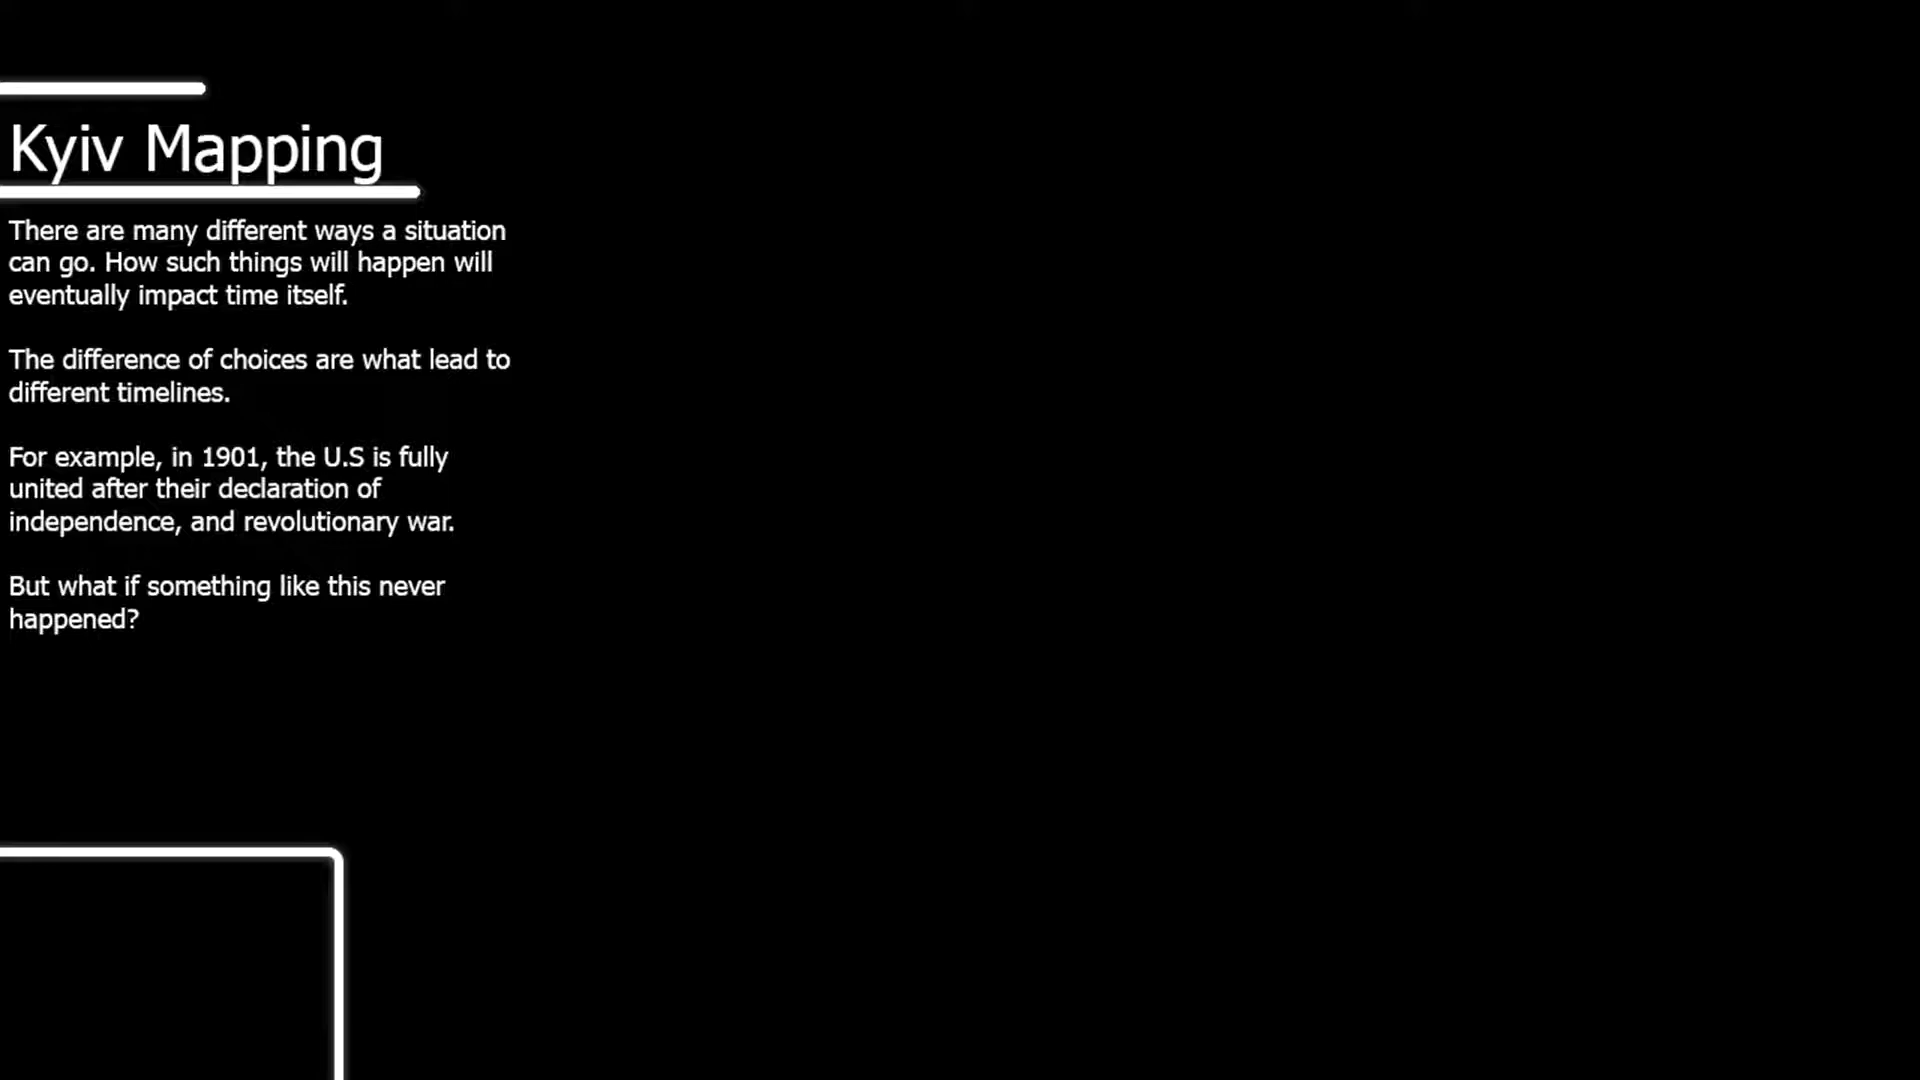 Kyiv Mapping
There are many different ways a situation
can go. How such things will happen will
eventually impact time itself.
The difference of choices are what lead to
different timelines.
For example, in 1901, the U.S is fully
united after their declaration of
independence, and revolutionary war.
But what if something like this never
happened?